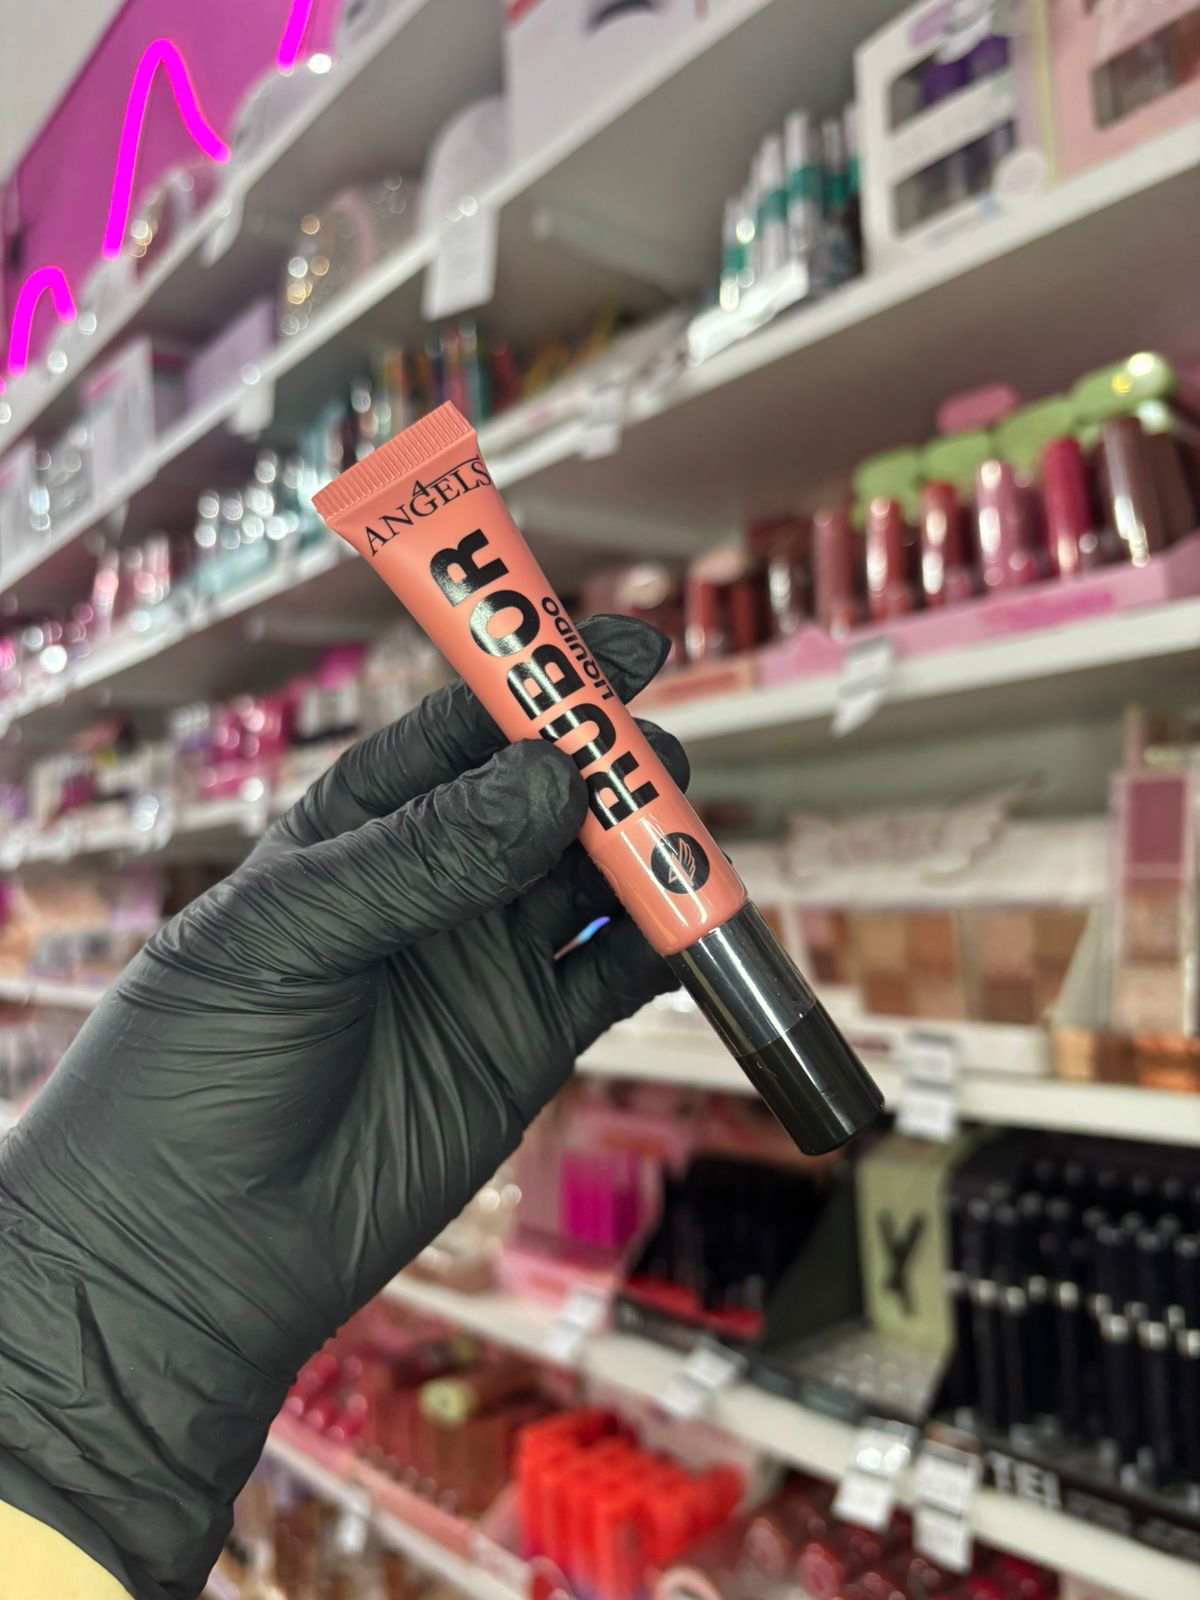 4
ANGELS
RUBOR
LIQUIDO
Y